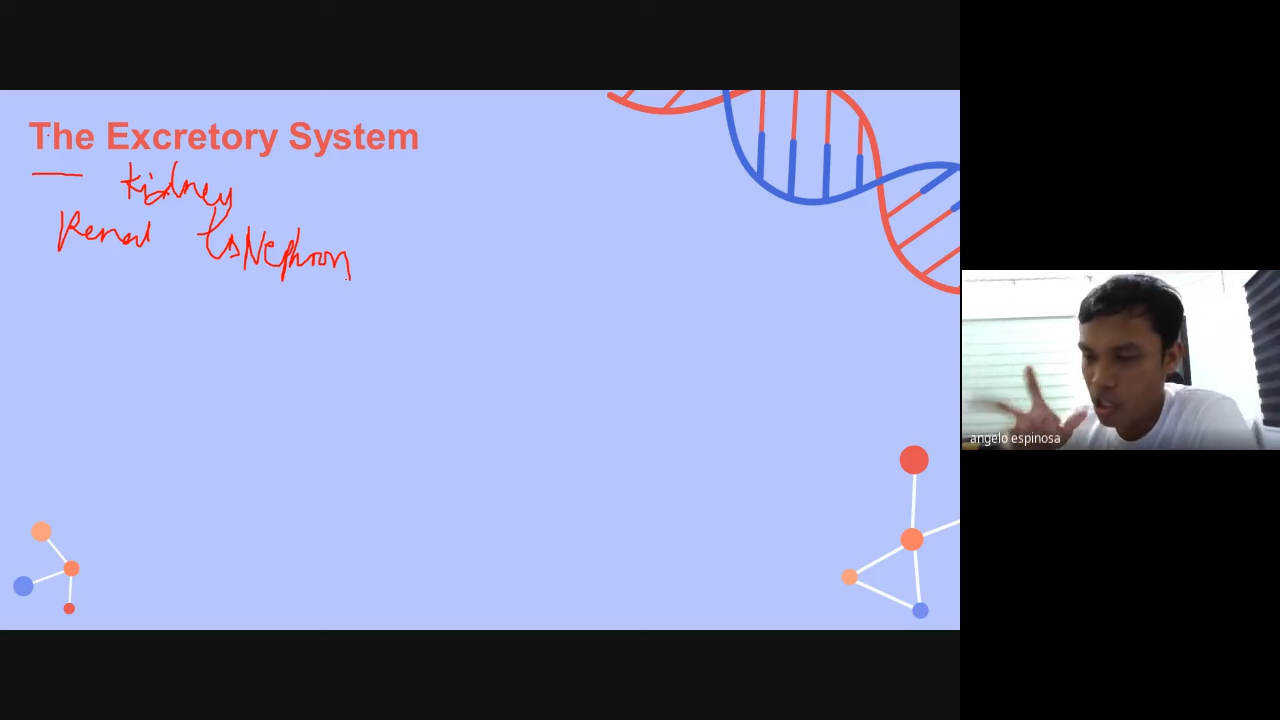 The Excretory System
Kidney
Renal Nephron
angelo espinosa